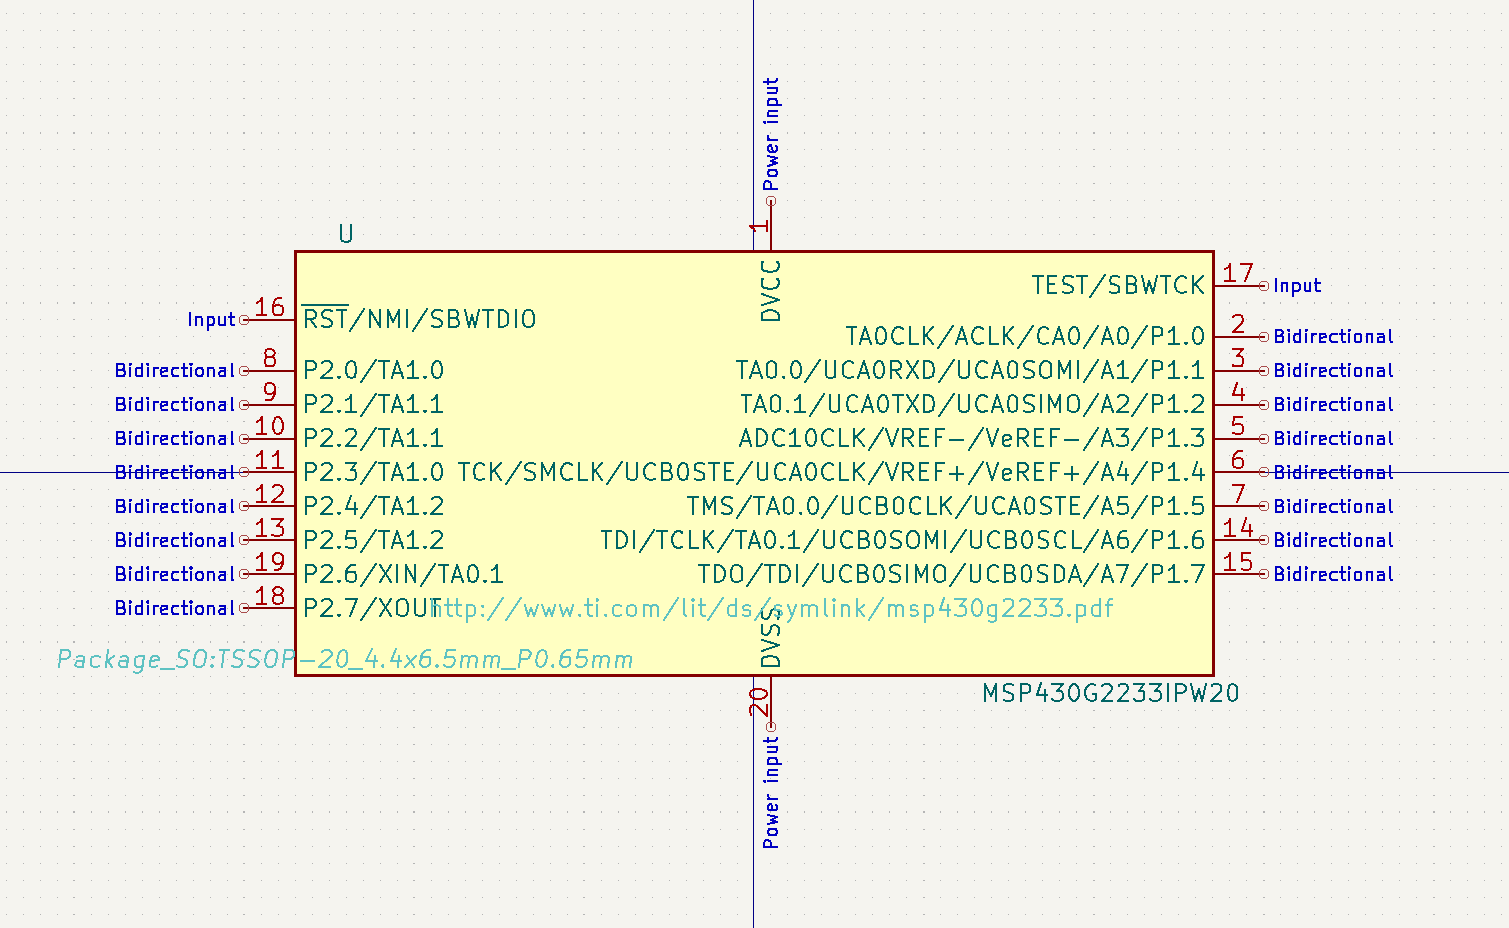 Power input
1
U
DVCC
17
TEST/SBWTCK
Input
16
Input
RST/NMI/SBWTDIO
2
TA0CLK/ACLK/CA0/A0/P1.0
Bidirectional
8
Bidirectional
P2.0/TA1.0
3
TA0.0/UCA0RXD/UCA0SOMI/A1/P1.1
Bidirectional
9
Bidirectional
P2.1/TA1.1
4
TA0.1/UCA0TXD/UCA0SIMO/A2/P1.2
Bidirectional
10
Bidirectional
P2.2/TA1.1
5
ADC10CLK/VREF-/VeREF-/A3/P1.3
Bidirectional
11
Bidirectional
P2.3/TA1.0
6
TCK/SMCLK/UCB0STE/UCA0CLK/VREF+/VeREF+/A4/P1.4
Bidirectional
12
Bidirectional
P2.4/TA1.2
7
TMS/TA0.0/UCB0CLK/UCA0STE/A5/P1.5
Bidirectional
13
Bidirectional
P2.5/TA1.2
14
TDI/TCLK/TA0.1/UCB0SOMI/UCB0SCL/A6/P1.6
Bidirectional
19
Bidirectional
P2.6/XIN/TA0.1
15
TDO/TDI/UCB0SIMO/UCB0SDA/A7/P1.7
Bidirectional
18
Bidirectional
P2.7/XOUT
http://www.ti.com/lit/ds/symlink/msp430g2233.pdf
DVSS
Package_SO:TSSOP-20_4.4x6.5mm_P0.65mm
20
MSP430G2233IPW20
Power input